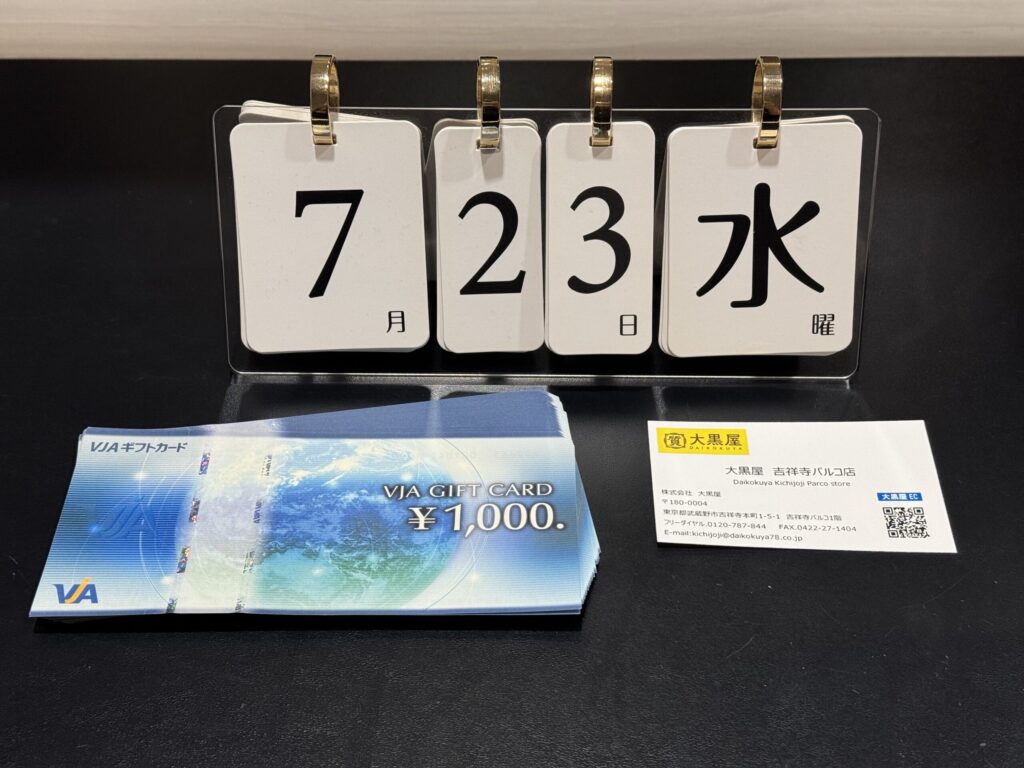 7
月
2
3
日
水
曜
VJA ギフトカード
VJA GIFT CARD
¥1,000.
VJA
質 大黒屋
DAIKOKUYA
大黒屋 吉祥寺パルコ店
Daikokuya Kichijoji Parco store
株式会社 大黒屋
〒180-0004
東京都武蔵野市吉祥寺本町1-5-1 吉祥寺パルコ1階
フリーダイヤル.0120-787-844 FAX.0422-27-1404
E-mail:kichijoji@daikokuya78.co.jp
大黒屋 EC